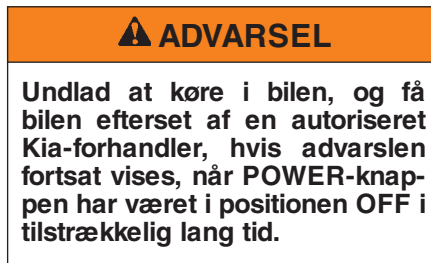 ADVARSEL
Undlad at køre i bilen, og få
bilen efterset af en autoriseret
Kia-forhandler, hvis advarslen
fortsat vises, når POWER-knap-
pen har været i positionen OFF i
tilstrækkelig lang tid.